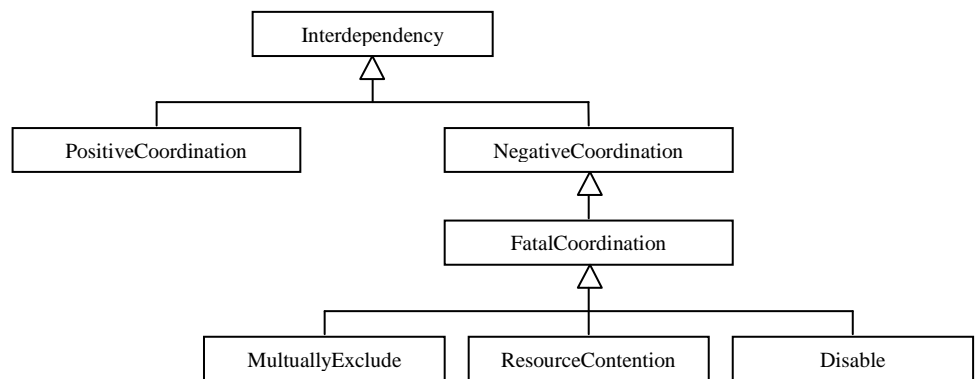 Interdependency
PositiveCoordination
NegativeCoordination
FatalCoordination
MultuallyExclude
ResourceContention
Disable